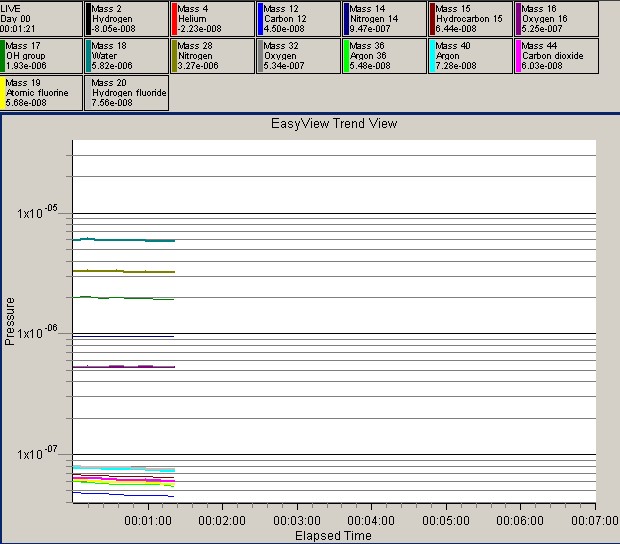 LIVE
Day 00
00:01:21
Mass 2
Hydrogen
-8.05e-008
Mass 4
Helium
-2.23e-008
Mass 12
Carbon 12
4.50e-008
Mass 14
Nitrogen 14
9.47e-007
Mass 15
Hydrocarbon 15
6.44e-008
Mass 16
Oxygen 16
5.25e-007
Mass 17
OH group
1.93e-006
Mass 18
Water
5.82e-006
Mass 28
Nitrogen
3.27e-006
Mass 32
Oxygen
5.34e-007
Mass 36
Argon 36
5.48e-008
Mass 40
Argon
7.28e-008
Mass 44
Carbon dioxide
6.03e-008
Mass 19
Atomic fluorine
5.68e-008
Mass 20
Hydrogen fluoride
7.56e-008
EasyView Trend View
Pressure
1x10 -05
1x10 -06
1x10 -07
00:01:00 00:02:00 00:03:00 00:04:00 00:05:00 00:06:00 00:07:00
Elapsed Time